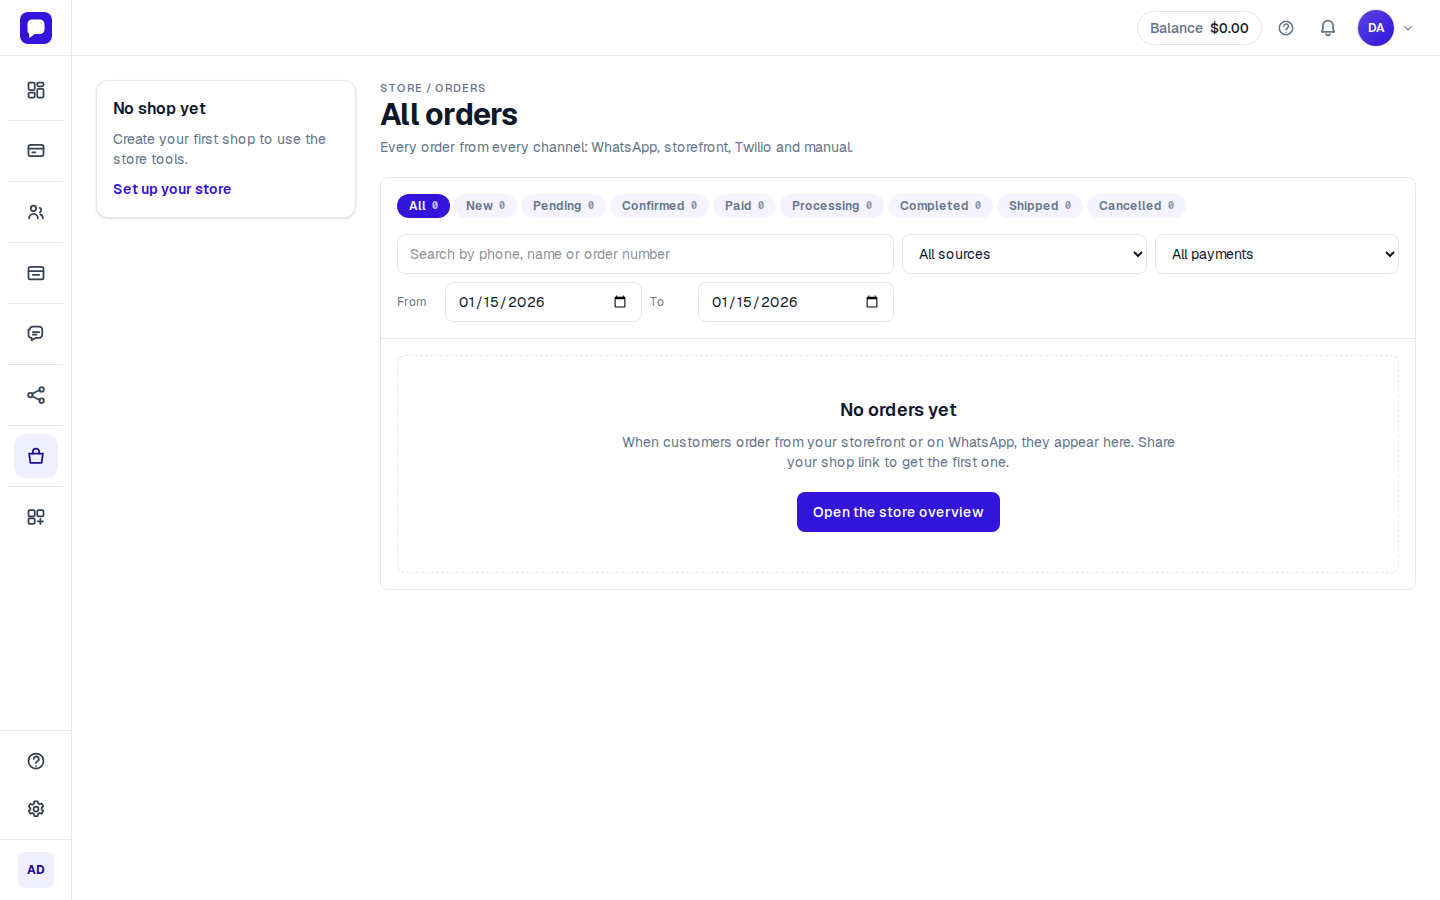 Balance $0.00
DA
No shop yet
Create your first shop to use the
store tools.
Set up your store
STORE / ORDERS
All orders
Every order from every channel: WhatsApp, storefront, Twilio and manual.
All 0 New 0 Pending 0 Confirmed 0 Paid 0 Processing 0 Completed 0 Shipped 0 Cancelled 0
Search by phone, name or order number All sources All payments
From 01/15/2026 To 01/15/2026
No orders yet
When customers order from your storefront or on WhatsApp, they appear here. Share
your shop link to get the first one.
Open the store overview
AD